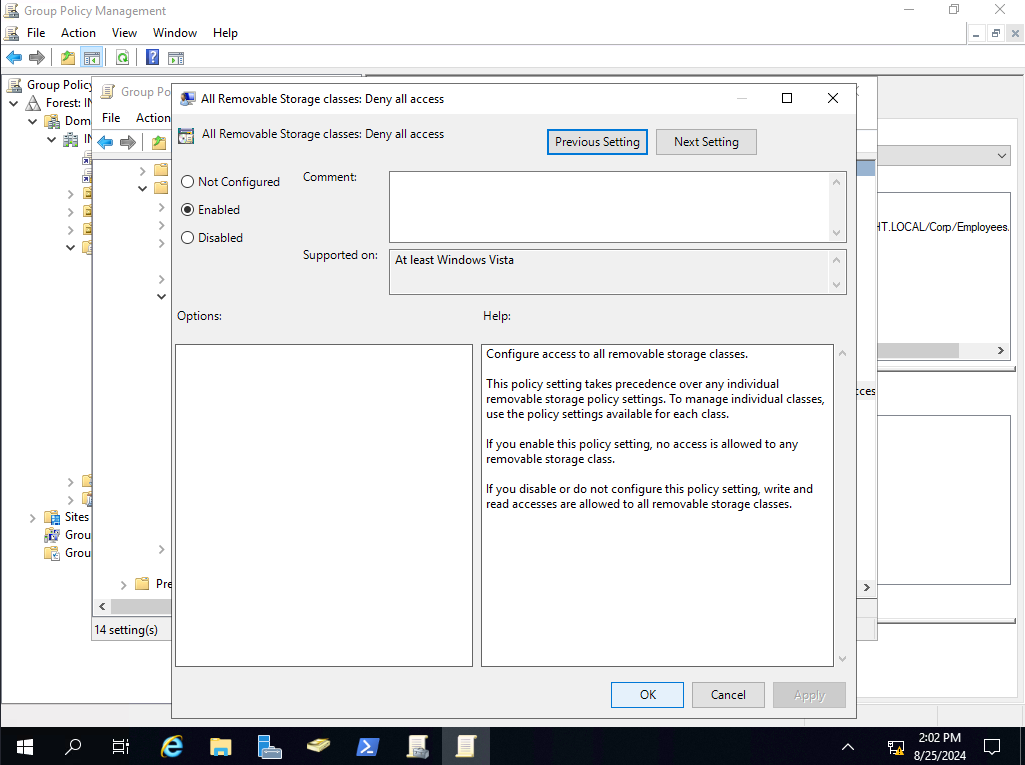 Group Policy Management
File Action View Window Help
Group Policy
Forest: IN
Dom
IN
Sites
Grou
Grou
Group Po
File Action
Pre
14 setting(s)
All Removable Storage classes: Deny all access
All Removable Storage classes: Deny all access
Previous Setting
Next Setting
Not Configured
Enabled
Disabled
Comment:
Supported on:
At least Windows Vista
Options:
Help:
Configure access to all removable storage classes.
This policy setting takes precedence over any individual
removable storage policy settings. To manage individual classes,
use the policy settings available for each class.
If you enable this policy setting, no access is allowed to any
removable storage class.
If you disable or do not configure this policy setting, write and
read accesses are allowed to all removable storage classes.
OK
Cancel
Apply
HT.LOCAL/Corp/Employees.
cces
2:02 PM
8/25/2024